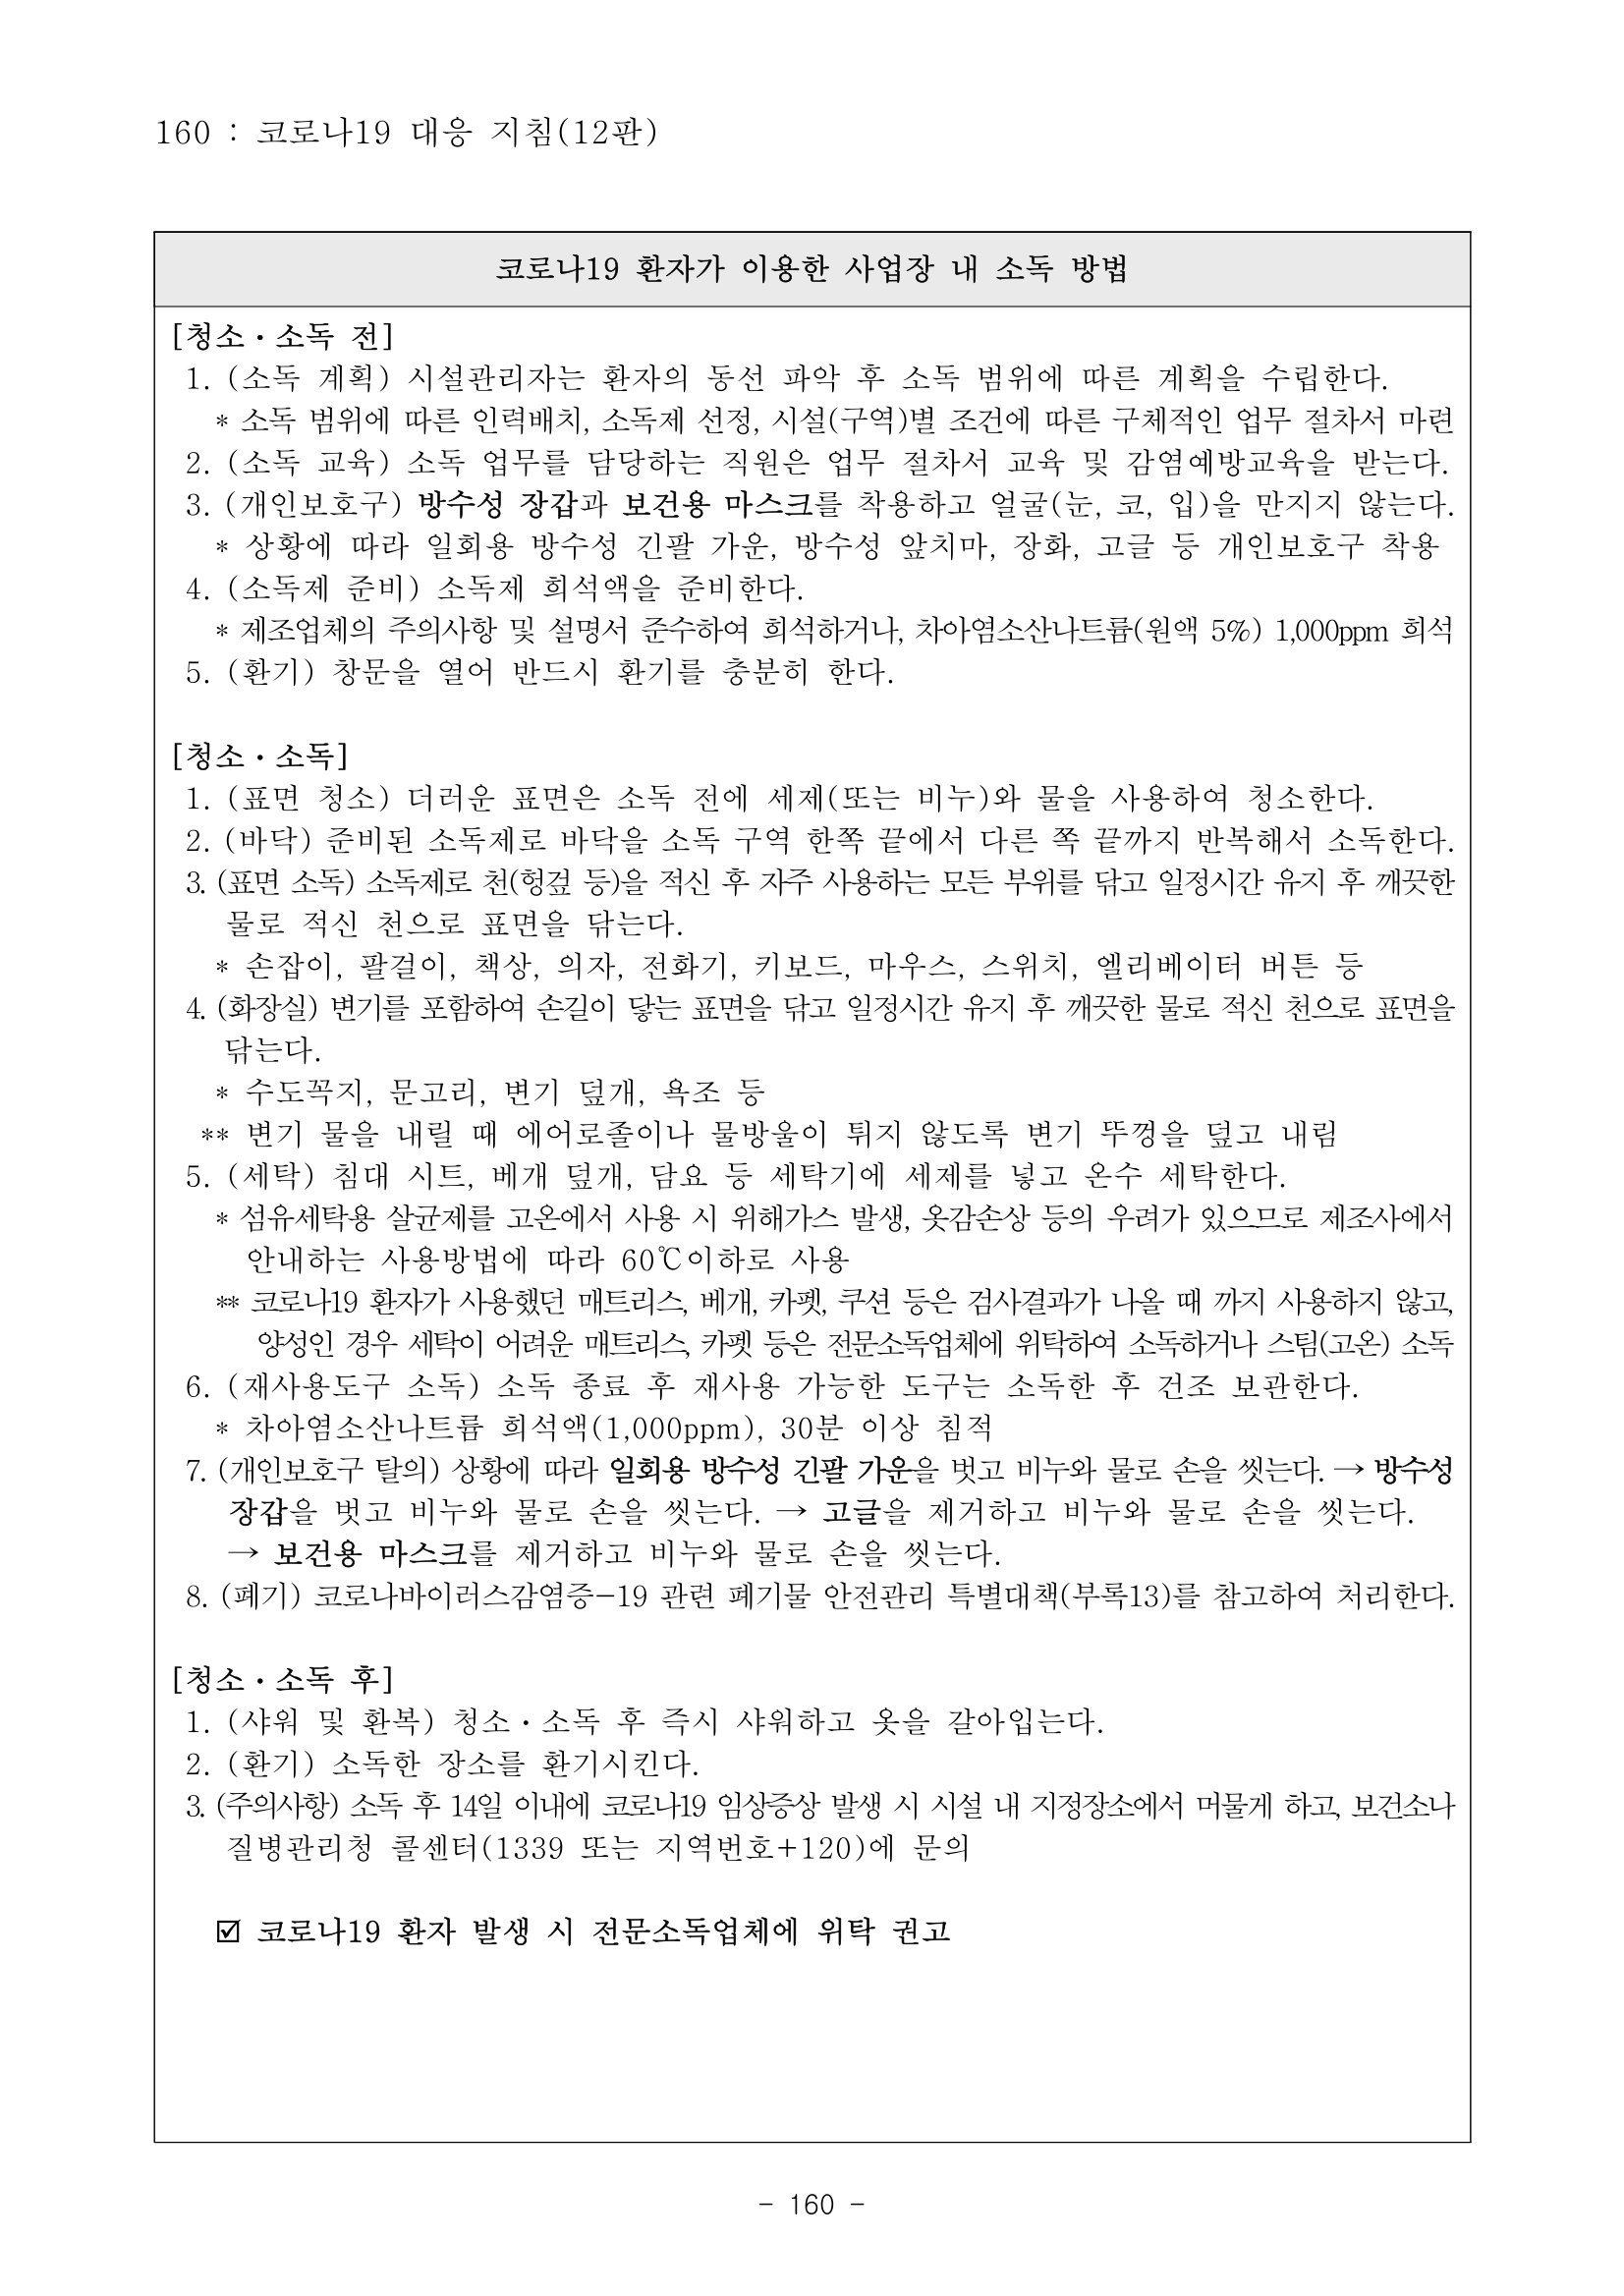 160 : 코로나19 대응 지침(12판)
코로나19 환자가 이용한 사업장 내 소독 방법
[청소・소독 전]
1. (소독 계획) 시설관리자는 환자의 동선 파악 후 소독 범위에 따른 계획을 수립한다.
* 소독 범위에 따른 인력배치, 소독제 선정, 시설(구역)별 조건에 따른 구체적인 업무 절차서 마련
2. (소독 교육) 소독 업무를 담당하는 직원은 업무 절차서 교육 및 감염예방교육을 받는다.
3. (개인보호구) 방수성 장갑과 보건용 마스크를 착용하고 얼굴(눈, 코, 입)을 만지지 않는다.
* 상황에 따라 일회용 방수성 긴팔 가운, 방수성 앞치마, 장화, 고글 등 개인보호구 착용
4. (소독제 준비) 소독제 희석액을 준비한다.
* 제조업체의 주의사항 및 설명서 준수하여 희석하거나, 차아염소산나트륨(원액 5%) 1,000ppm 희석
5. (환기) 창문을 열어 반드시 환기를 충분히 한다.
[청소・소독]
1. (표면 청소) 더러운 표면은 소독 전에 세제(또는 비누)와 물을 사용하여 청소한다.
2. (바닥) 준비된 소독제로 바닥을 소독 구역 한쪽 끝에서 다른 쪽 끝까지 반복해서 소독한다.
3. (표면 소독) 소독제로 천(헝겊 등)을 적신 후 자주 사용하는 모든 부위를 닦고 일정시간 유지 후 깨끗한
물로 적신 천으로 표면을 닦는다.
* 손잡이, 팔걸이, 책상, 의자, 전화기, 키보드, 마우스, 스위치, 엘리베이터 버튼 등
4. (화장실) 변기를 포함하여 손길이 닿는 표면을 닦고 일정시간 유지 후 깨끗한 물로 적신 천으로 표면을
닦는다.
* 수도꼭지, 문고리, 변기 덮개, 욕조 등
** 변기 물을 내릴 때 에어로졸이나 물방울이 튀지 않도록 변기 뚜껑을 덮고 내림
5. (세탁) 침대 시트, 베개 덮개, 담요 등 세탁기에 세제를 넣고 온수 세탁한다.
* 섬유세탁용 살균제를 고온에서 사용 시 위해가스 발생, 옷감손상 등의 우려가 있으므로 제조사에서
안내하는 사용방법에 따라 60℃이하로 사용
** 코로나19 환자가 사용했던 매트리스, 베개, 카펫, 쿠션 등은 검사결과가 나올 때 까지 사용하지 않고,
양성인 경우 세탁이 어려운 매트리스, 카펫 등은 전문소독업체에 위탁하여 소독하거나 스팀(고온) 소독
6. (재사용도구 소독) 소독 종료 후 재사용 가능한 도구는 소독한 후 건조 보관한다.
* 차아염소산나트륨 희석액(1,000ppm), 30분 이상 침적
7. (개인보호구 탈의) 상황에 따라 일회용 방수성 긴팔 가운을 벗고 비누와 물로 손을 씻는다. → 방수성
장갑을 벗고 비누와 물로 손을 씻는다. → 고글을 제거하고 비누와 물로 손을 씻는다.
→ 보건용 마스크를 제거하고 비누와 물로 손을 씻는다.
8. (폐기) 코로나바이러스감염증-19 관련 폐기물 안전관리 특별대책(부록13)를 참고하여 처리한다.
[청소・소독 후]
1. (샤워 및 환복) 청소・소독 후 즉시 샤워하고 옷을 갈아입는다.
2. (환기) 소독한 장소를 환기시킨다.
3. (주의사항) 소독 후 14일 이내에 코로나19 임상증상 발생 시 시설 내 지정장소에서 머물게 하고, 보건소나
질병관리청 콜센터(1339 또는 지역번호+120)에 문의
☑ 코로나19 환자 발생 시 전문소독업체에 위탁 권고
- 160 -